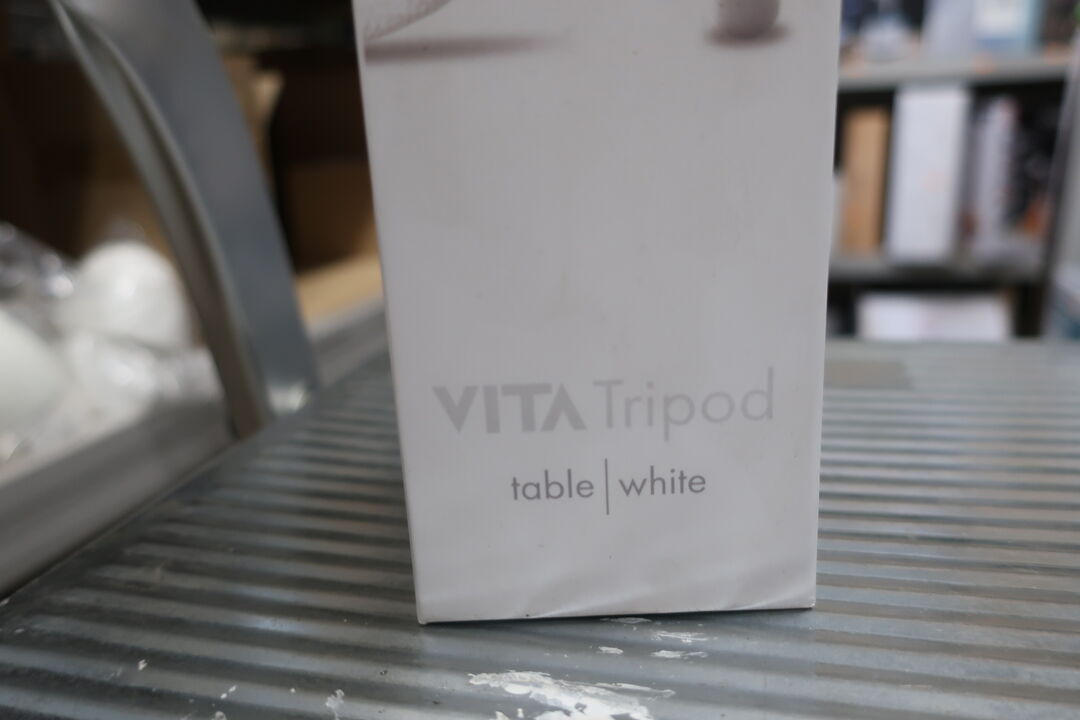 VITA Tripod
table | white